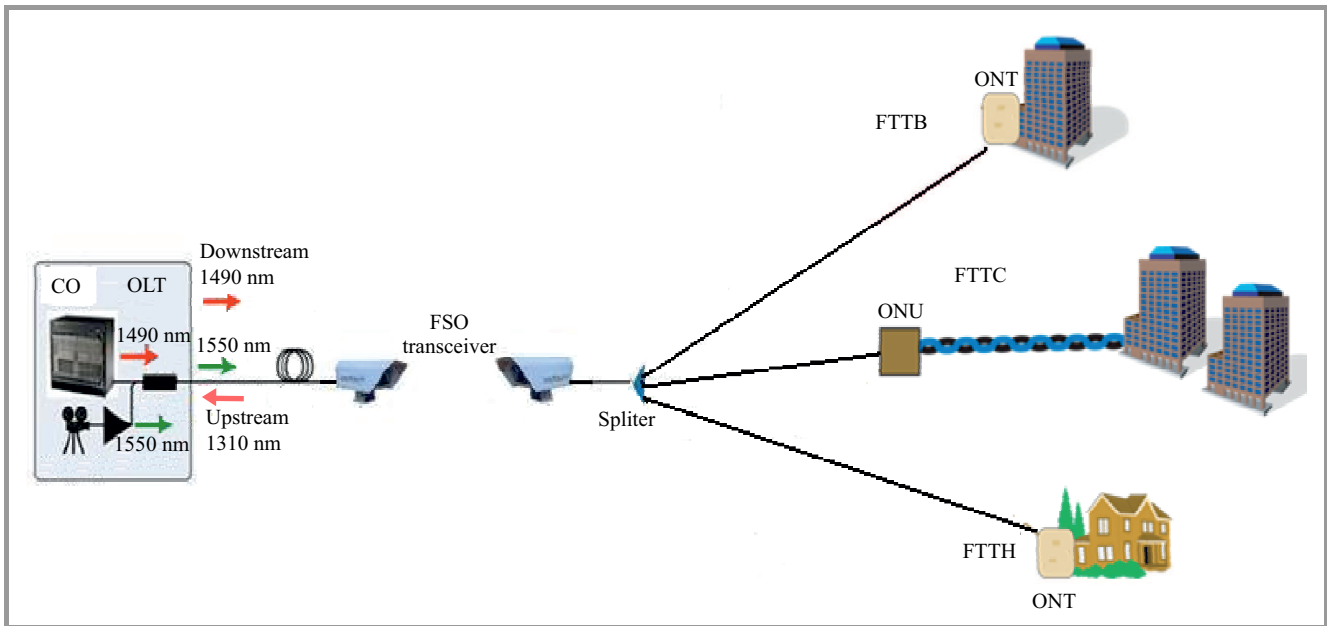 ONT
FTTB
Downstream
1490 nm
CO
OLT
1490 nm
1550 nm
1550 nm
Upstream
1310 nm
FSO
transceiver
Spliter
FTTC
ONU
FTTH
ONT